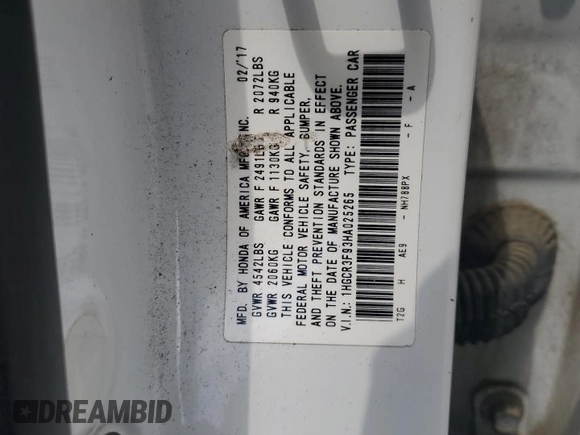 MFD. BY HONDA OF AMERICA MFG., INC. 02/'17
GVWR 4542LBS GAWR F 2491LBS R 2072LBS
GVWR 2060KG GAWR F 1130KG R 940KG
THIS VEHICLE CONFORMS TO ALL APPLICABLE
FEDERAL MOTOR VEHICLE SAFETY, BUMPER,
AND THEFT PREVENTION STANDARDS IN EFFECT
ON THE DATE OF MANUFACTURE SHOWN ABOVE.
V.I.N.: 1HGCR3F93HA025265 TYPE: PASSENGER CAR
T2G H AE9 - NH788PX - F - A
DREAMBID